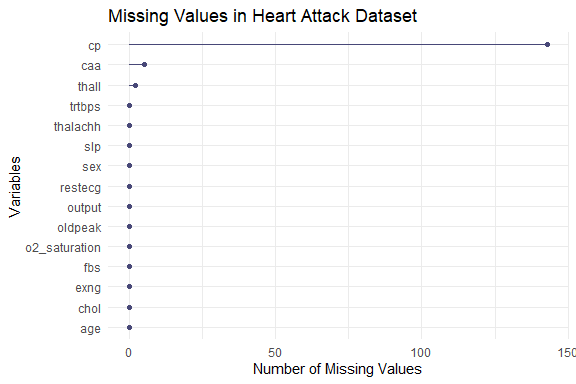 Missing Values in Heart Attack Dataset
cp
caa
thall
trtbps
thalachh
slp
sex
restecg
output
oldpeak
o2_saturation
fbs
exng
chol
age
Variables
0
50
100
150
Number of Missing Values